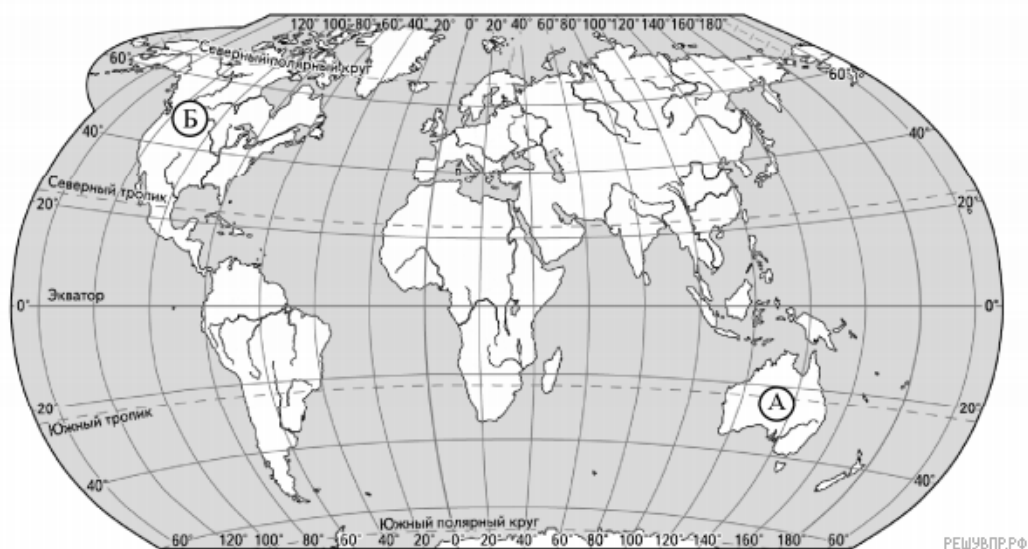 120° 100° 80° 60° 40° 20° 0° 20° 40° 60° 80° 100° 120° 140° 160° 180°
Северный полярный круг
60° 60°
Б
40° 40°
Северный тропик
20° 20°
Экватор
0° 0°
А
20° 20°
Южный тропик
40° 40°
Южный полярный круг
60° 120° 100° 80° 60° 40° 20° 0° 20° 40° 60° 80° 100° 120° 140° 160° 180° 60°
РЕШУВПР.РФ